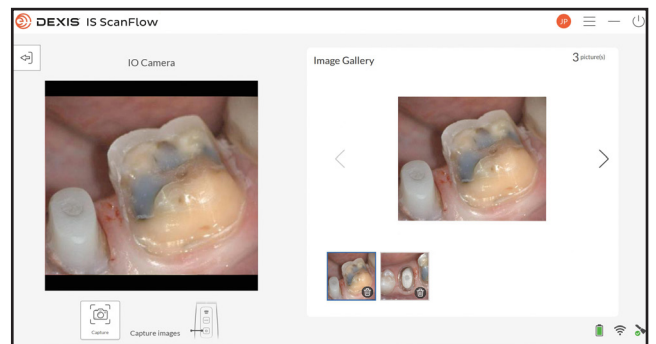 DEXIS IS ScanFlow
JP
IO Camera
Image Gallery
3 picture(s)
Capture
Capture images